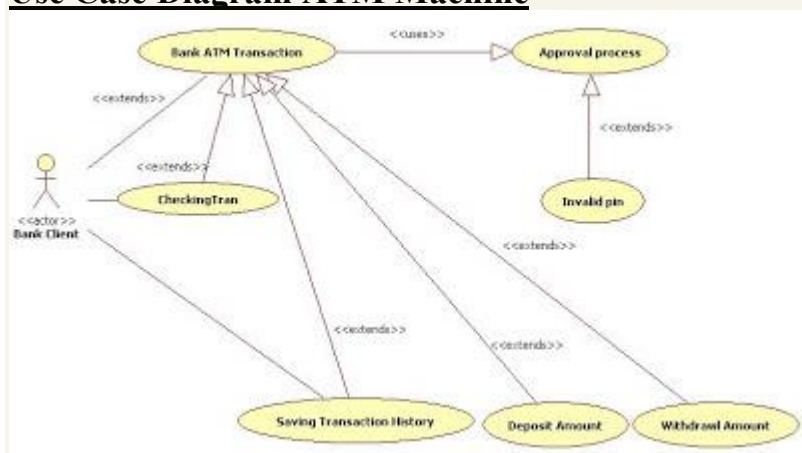 Use Case Diagram ATM Machine
<<uses>>
Bank ATM Transaction
Approval process
<<extends>>
<<extends>>
<<extends>>
CheckingTran
Invalid pin
<<actor>>
Bank Client
<<extends>>
<<extends>>
<<extends>>
Saving Transaction History
Deposit Amount
Withdrawl Amount